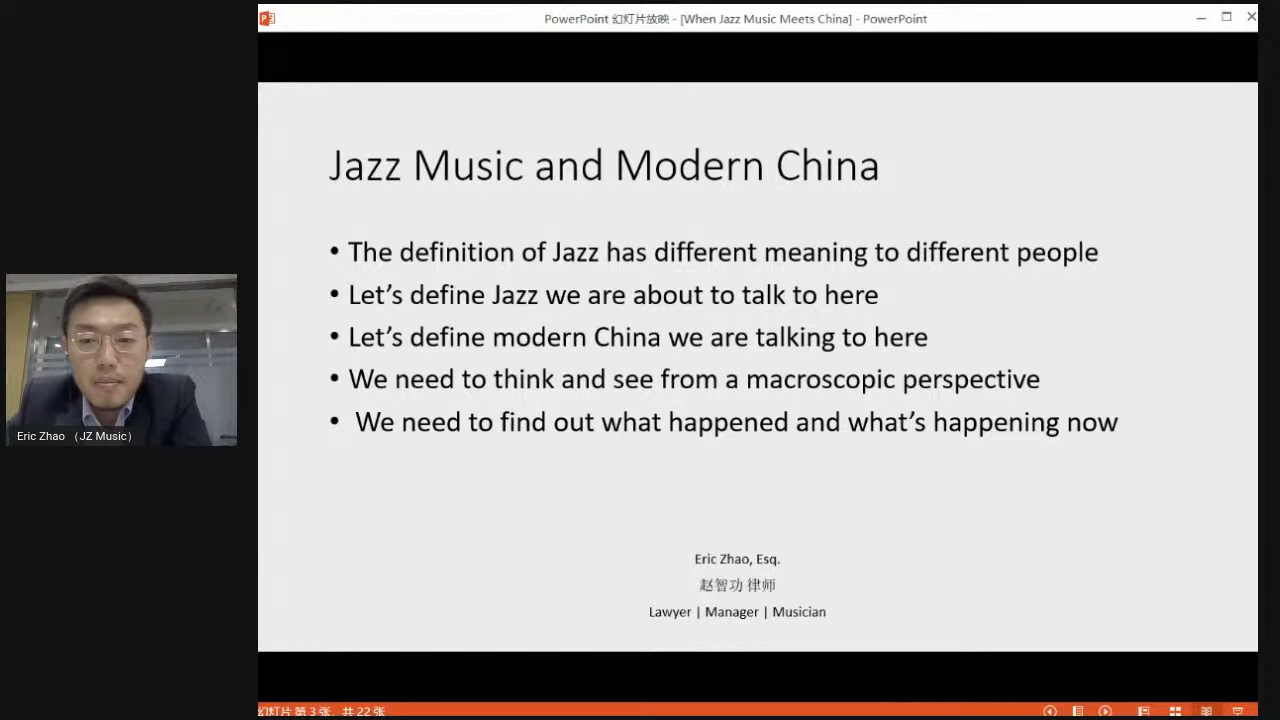 PowerPoint 幻灯片放映 - [When Jazz Music Meets China] - PowerPoint
Jazz Music and Modern China
• The definition of Jazz has different meaning to different people
• Let's define Jazz we are about to talk to here
• Let's define modern China we are talking to here
• We need to think and see from a macroscopic perspective
• We need to find out what happened and what's happening now
Eric Zhao （JZ Music）
Eric Zhao, Esq.
赵智功 律师
Lawyer | Manager | Musician
幻灯片 第 3 张，共 22 张